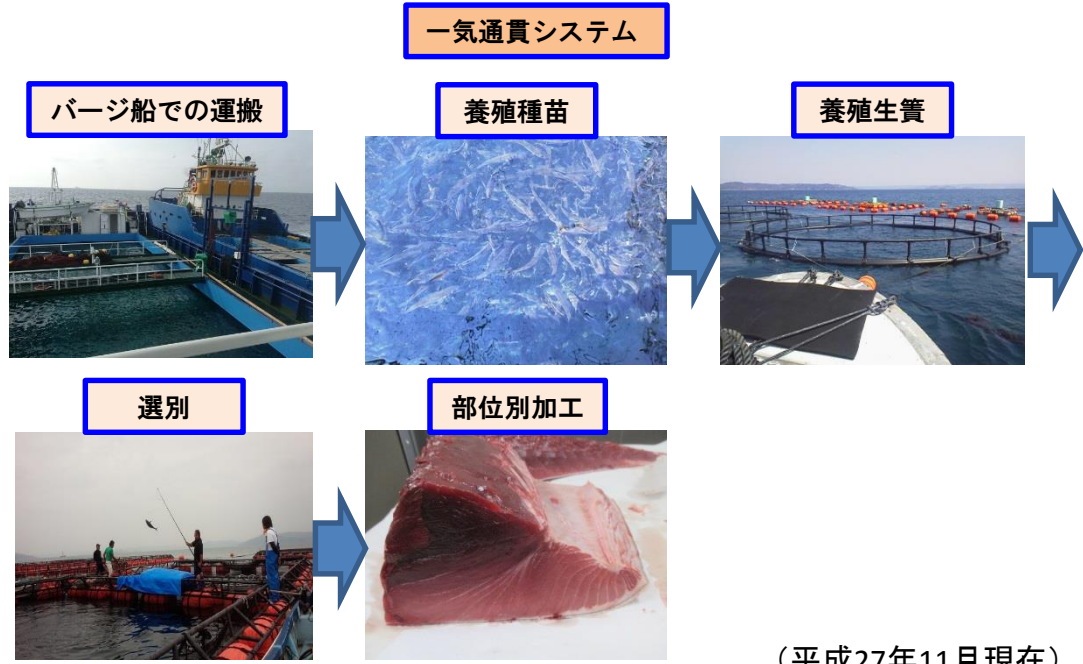 一気通貫システム
バージ船での運搬
養殖種苗
養殖生簀
選別
部位別加工
（平成27年11月現在）